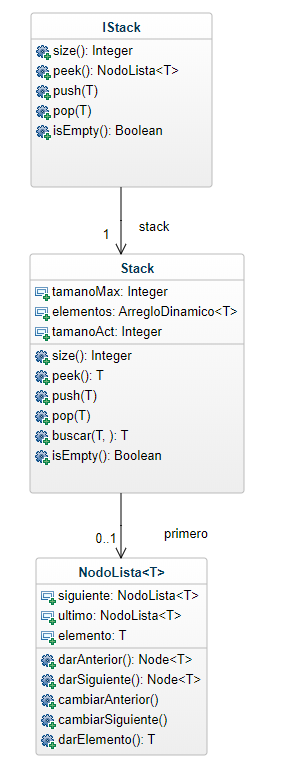 IStack
size(): Integer
peek(): NodoLista<T>
push(T)
pop(T)
isEmpty(): Boolean
stack
1
Stack
tamanoMax: Integer
elementos: ArregloDinamico<T>
tamanoAct: Integer
size(): Integer
peek(): T
push(T)
pop(T)
buscar(T, ): T
isEmpty(): Boolean
primero
0..1
NodoLista<T>
siguiente: NodoLista<T>
ultimo: NodoLista<T>
elemento: T
darAnterior(): Node<T>
darSiguiente(): Node<T>
cambiarAnterior()
cambiarSiguiente()
darElemento(): T